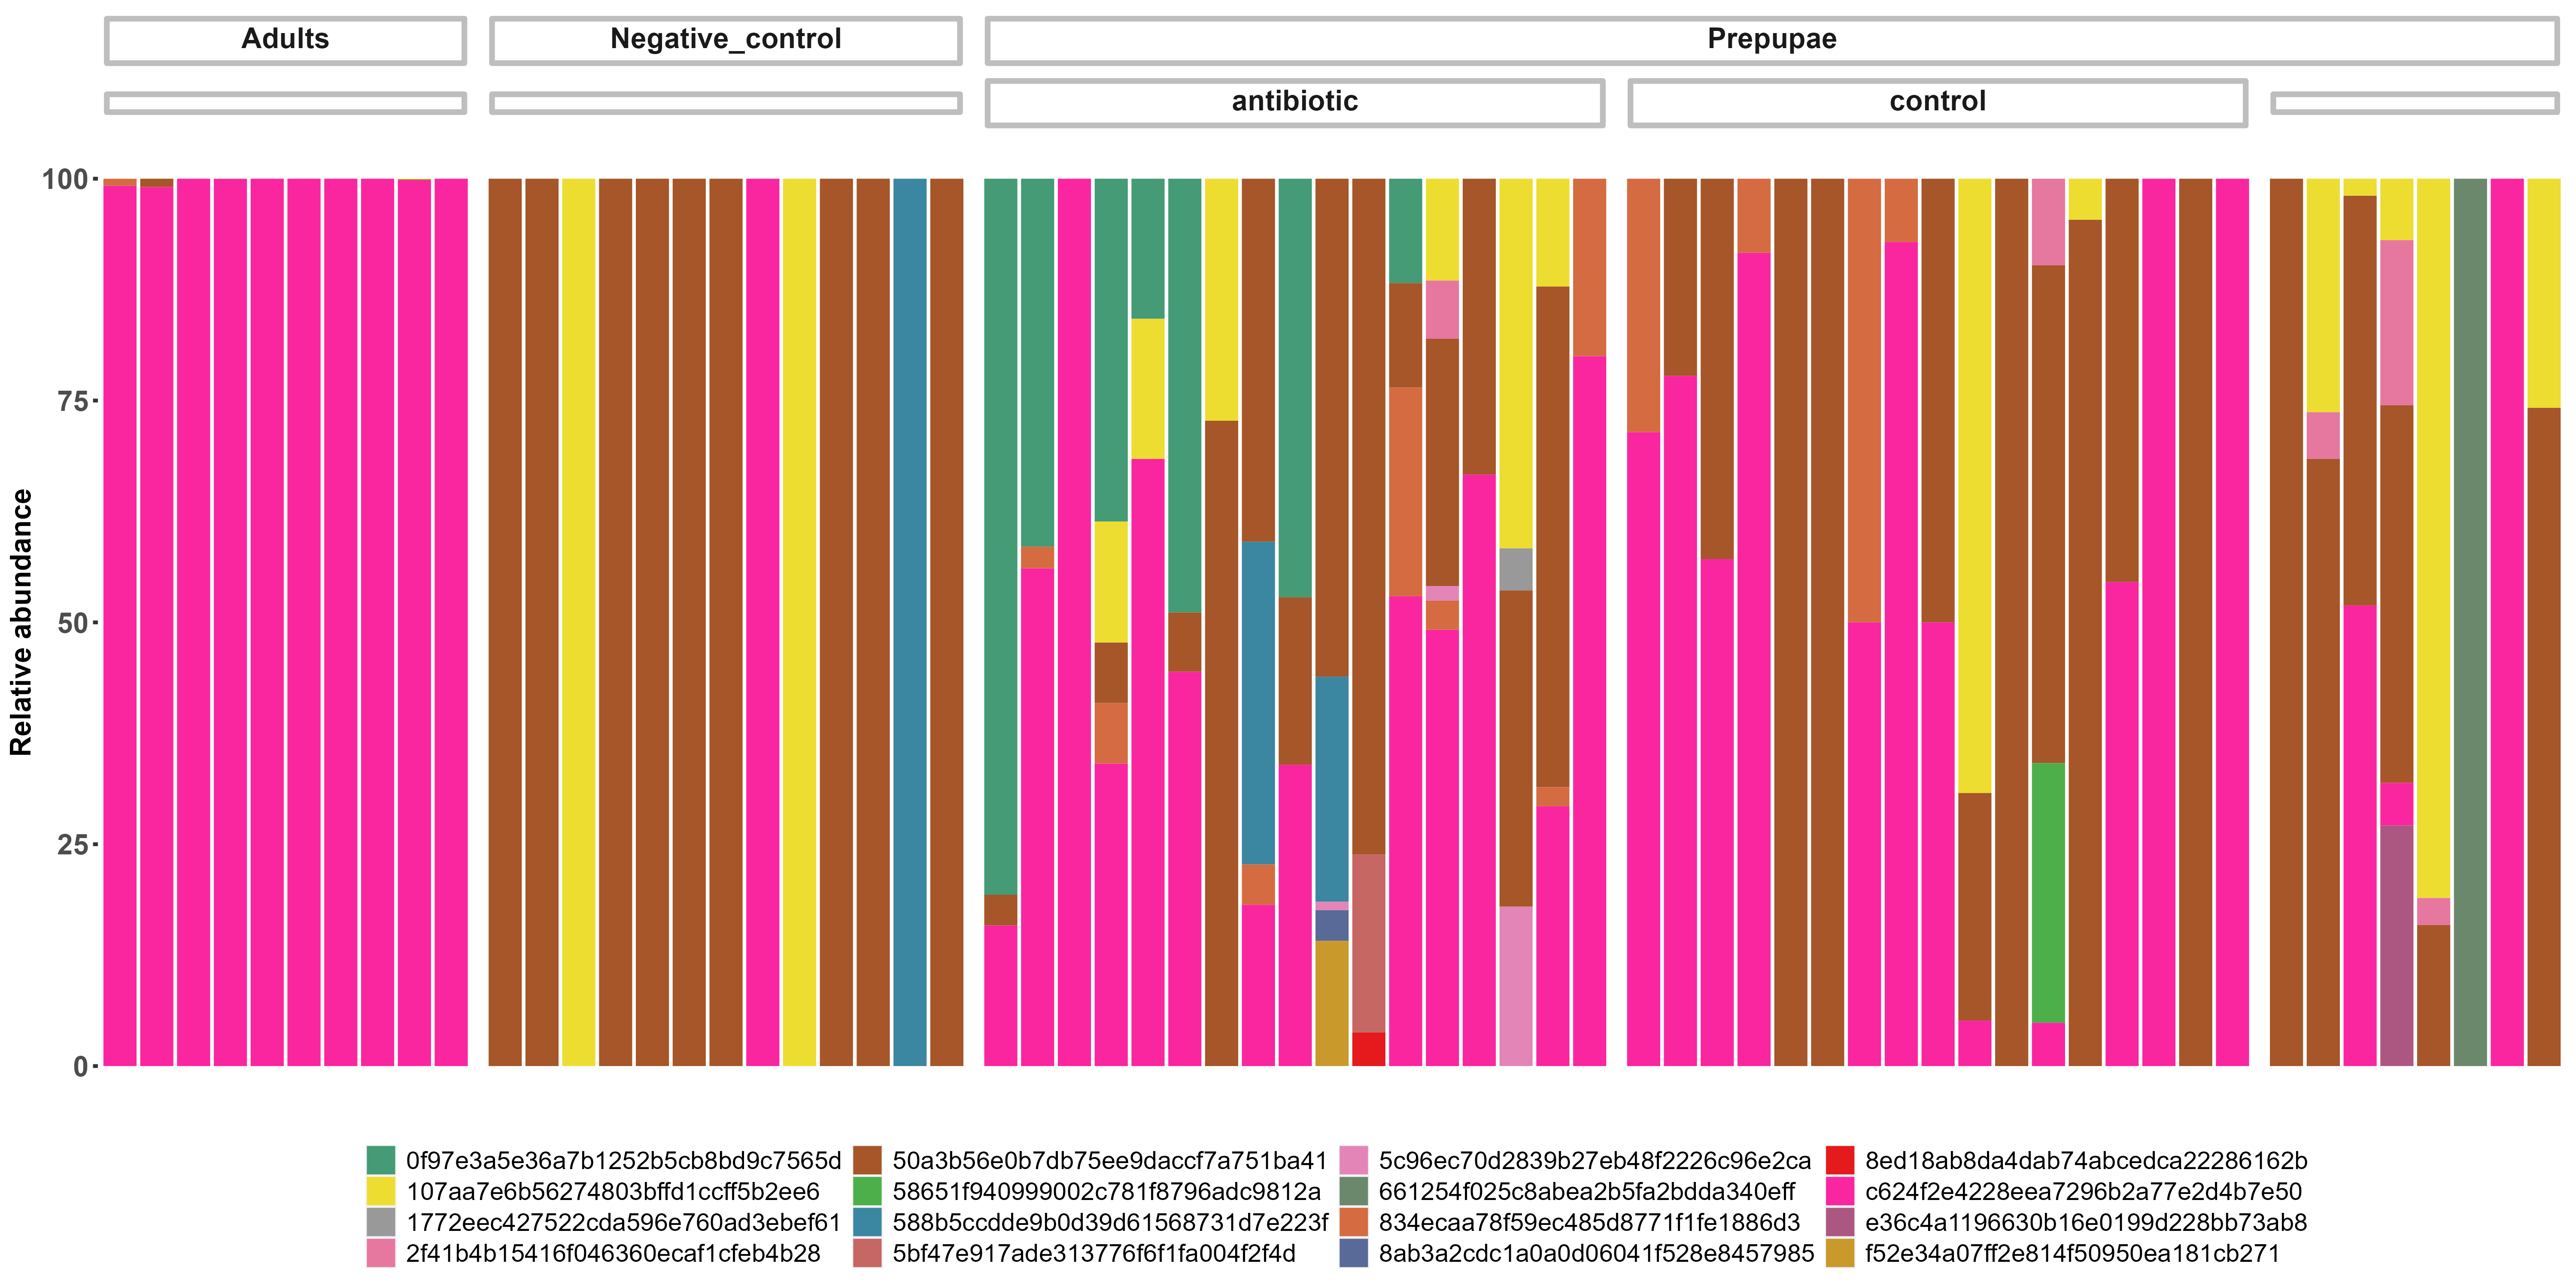 Adults
Negative_control
Prepupae
antibiotic
control
100
75
50
25
0
Relative abundance
0f97e3a5e36a7b1252b5cb8bd9c7565d
107aa7e6b56274803bffd1ccff5b2ee6
1772eec427522cda596e760ad3ebef61
2f41b4b15416f046360ecaf1cfeb4b28
50a3b56e0b7db75ee9daccf7a751ba41
58651f940999002c781f8796adc9812a
588b5ccdde9b0d39d61568731d7e223f
5bf47e917ade313776f6f1fa004f2f4d
5c96ec70d2839b27eb48f2226c96e2ca
661254f025c8abea2b5fa2bdda340eff
834ecaa78f59ec485d8771f1fe1886d3
8ab3a2cdc1a0a0d06041f528e8457985
8ed18ab8da4dab74abcedca22286162b
c624f2e4228eea7296b2a77e2d4b7e50
e36c4a1196630b16e0199d228bb73ab8
f52e34a07ff2e814f50950ea181cb271